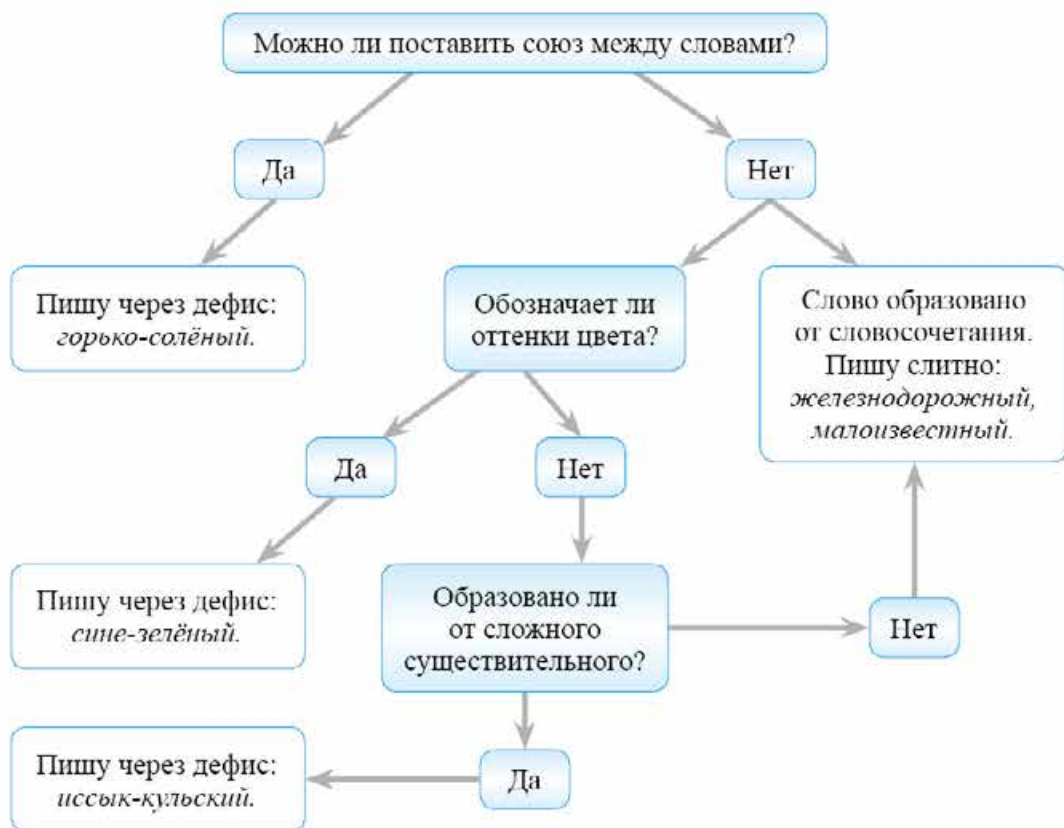 Можно ли поставить союз между словами?
Да
Нет
Пишу через дефис:
горько-солёный.
Обозначает ли
оттенки цвета?
Слово образовано
от словосочетания.
Пишу слитно:
железнодорожный,
малоизвестный.
Да
Нет
Пишу через дефис:
сине-зелёный.
Образовано ли
от сложного
существительного?
Нет
Пишу через дефис:
иссык-кульский.
Да